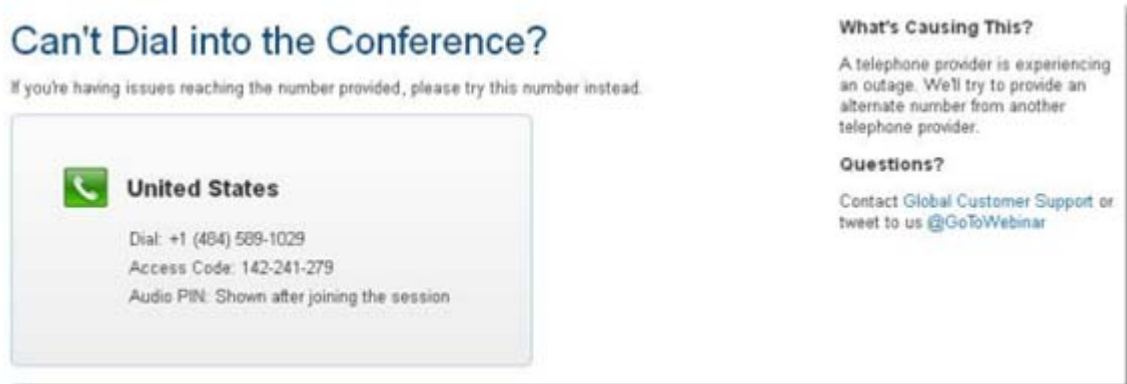 Can't Dial into the Conference?
If you're having issues reaching the number provided, please try this number instead.
United States
Dial: +1 (484) 589-1029
Access Code: 142-241-279
Audio PIN: Shown after joining the session
What's Causing This?
A telephone provider is experiencing
an outage. We'll try to provide an
alternate number from another
telephone provider.
Questions?
Contact Global Customer Support or
tweet to us @GoToWebinar